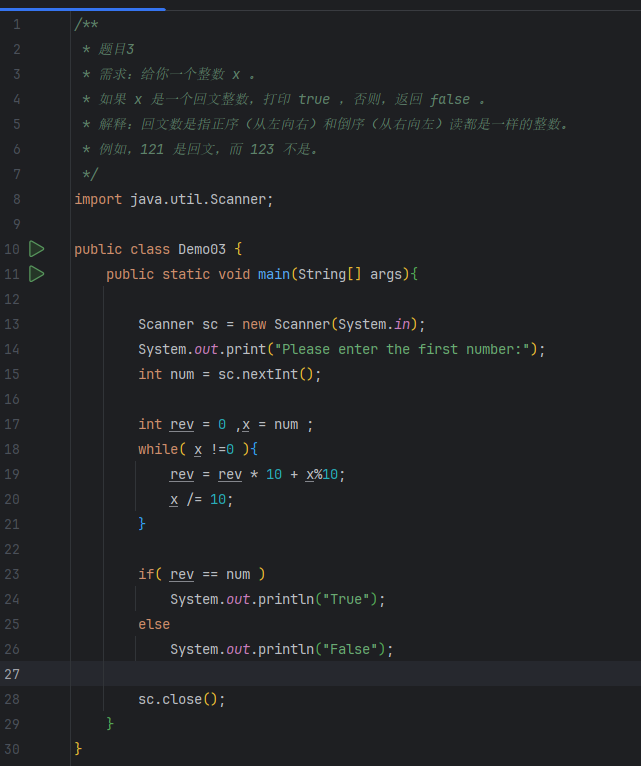 1 /**
2 * 题目3
3 * 需求：给你一个整数 x 。
4 * 如果 x 是一个回文整数，打印 true ，否则，返回 false 。
5 * 解释：回文数是指正序（从左向右）和倒序（从右向左）读都是一样的整数。
6 * 例如，121 是回文，而 123 不是。
7 */
8 import java.util.Scanner;
9
10 public class Demo03 {
11 public static void main(String[] args){
12
13 Scanner sc = new Scanner(System.in);
14 System.out.print("Please enter the first number:");
15 int num = sc.nextInt();
16
17 int rev = 0 ,x = num ;
18 while( x !=0 ){
19 rev = rev * 10 + x%10;
20 x /= 10;
21 }
22
23 if( rev == num )
24 System.out.println("True");
25 else
26 System.out.println("False");
27
28 sc.close();
29 }
30 }